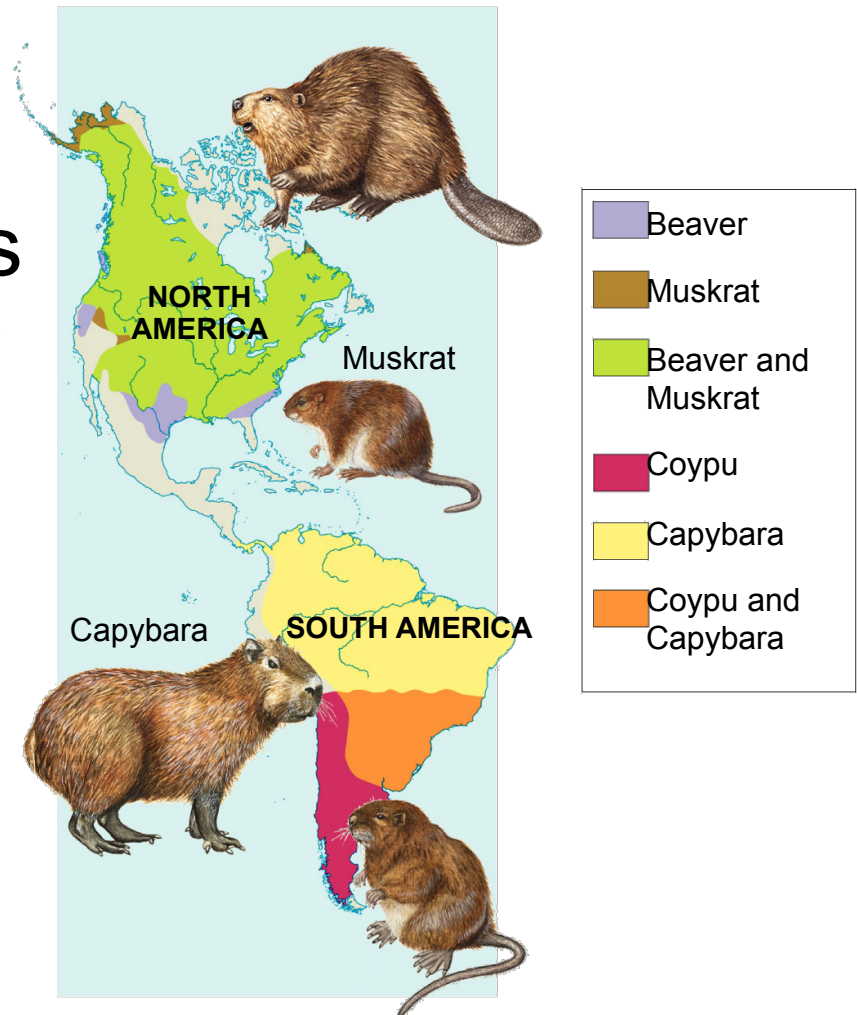 s
NORTH
AMERICA
Muskrat
Capybara
SOUTH AMERICA
Beaver
Muskrat
Beaver and
Muskrat
Coypu
Capybara
Coypu and
Capybara